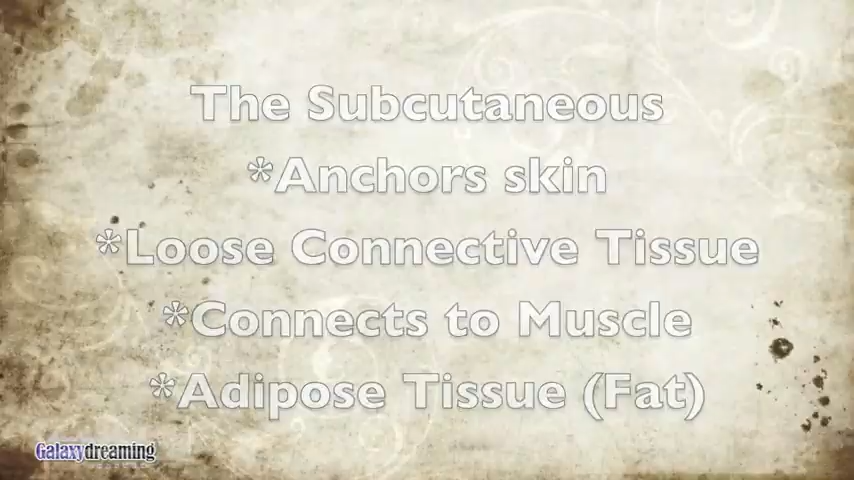 The Subcutaneous
*Anchors skin
*Loose Connective Tissue
*Connects to Muscle
*Adipose Tissue (Fat)
Galaxydreaming